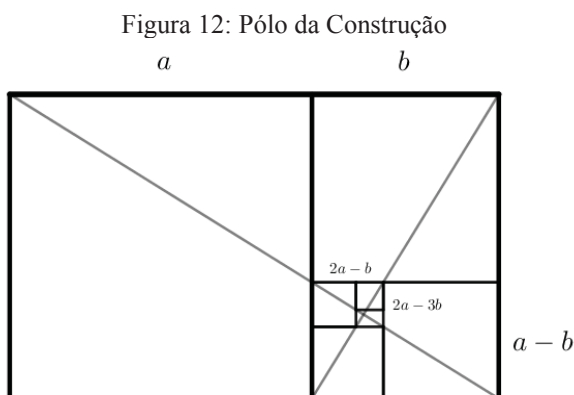 Figura 12: Pólo da Construção
a b
2a − b
2a − 3b
a − b